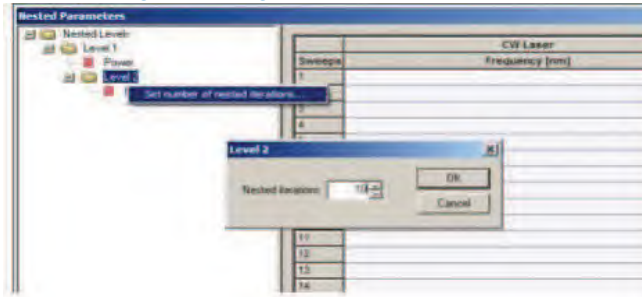 Nested Parameters
Nested Levels
Level 1
Power
Level 2
Set number of nested iterations...
CW Laser
Sweeps
Frequency [nm]
1
3
4
Level 2
Nested iterations
10
OK
Cancel
11
12
13
14